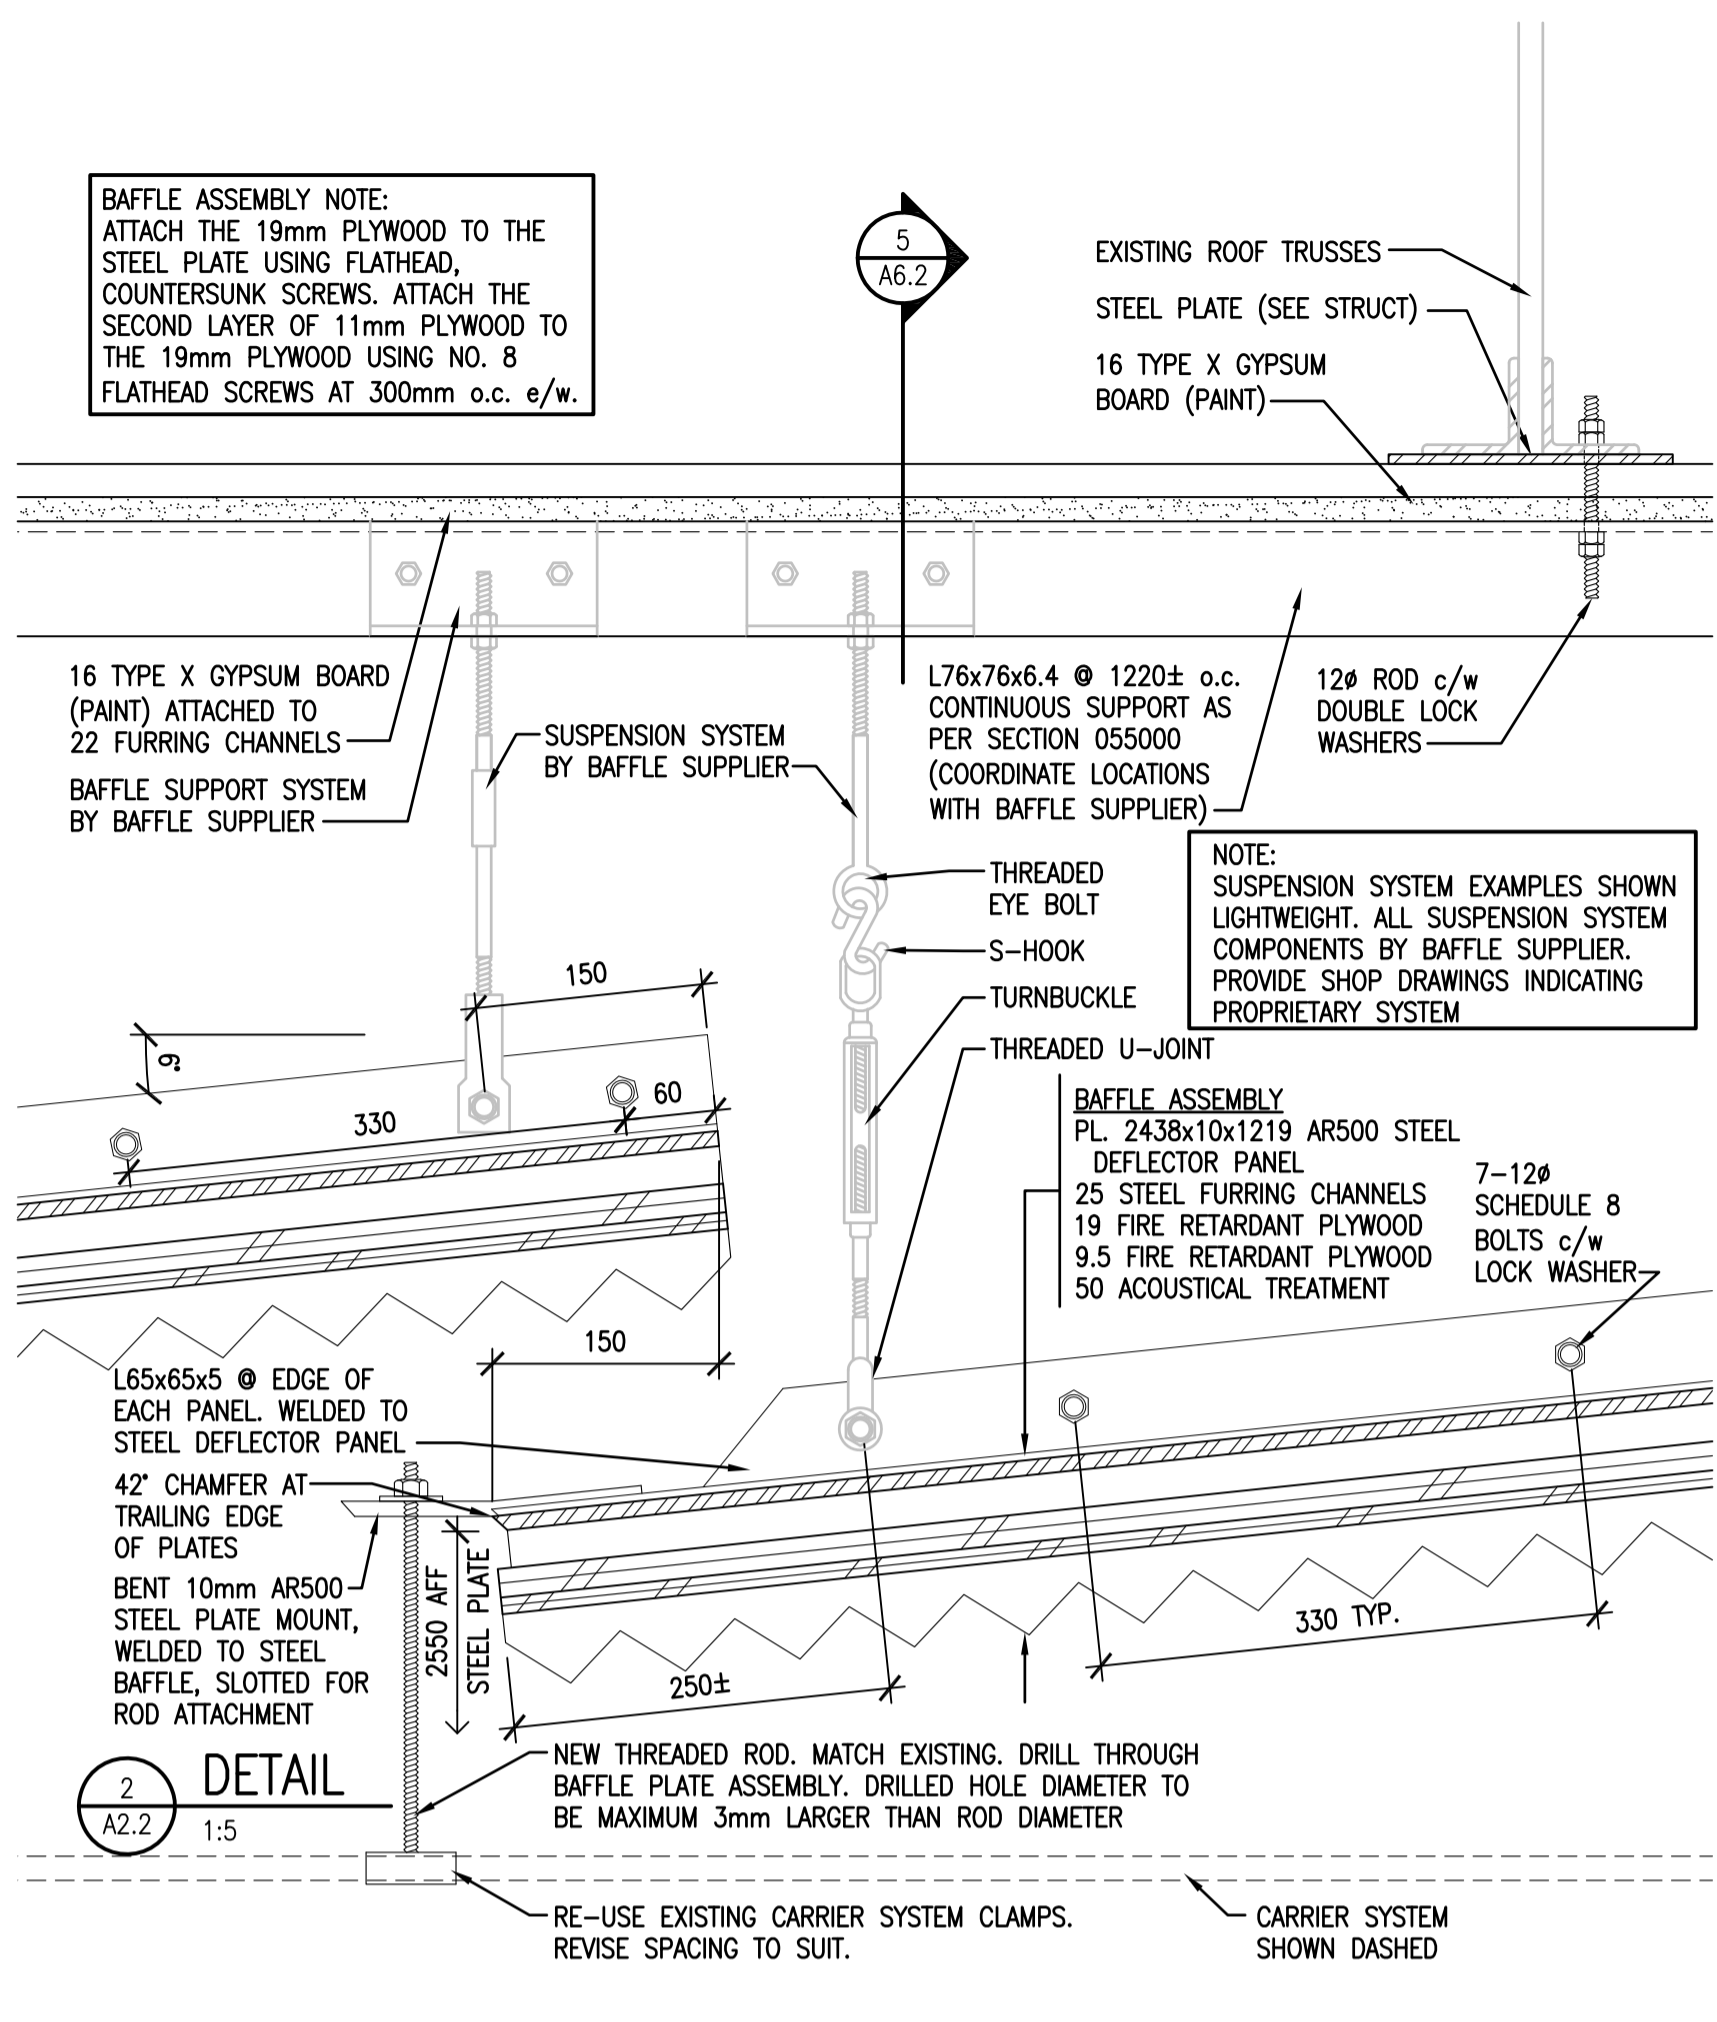 BAFFLE ASSEMBLY NOTE:
ATTACH THE 19mm PLYWOOD TO THE
STEEL PLATE USING FLATHEAD,
COUNTERSUNK SCREWS. ATTACH THE
SECOND LAYER OF 11mm PLYWOOD TO
THE 19mm PLYWOOD USING NO. 8
FLATHEAD SCREWS AT 300mm o.c. e/w.
5
A6.2
EXISTING ROOF TRUSSES
STEEL PLATE (SEE STRUCT)
16 TYPE X GYPSUM
BOARD (PAINT)
16 TYPE X GYPSUM BOARD
(PAINT) ATTACHED TO
22 FURRING CHANNELS
BAFFLE SUPPORT SYSTEM
BY BAFFLE SUPPLIER
SUSPENSION SYSTEM
BY BAFFLE SUPPLIER
L76x76x6.4 @ 1220± o.c.
CONTINUOUS SUPPORT AS
PER SECTION 055000
(COORDINATE LOCATIONS
WITH BAFFLE SUPPLIER)
12ø ROD c/w
DOUBLE LOCK
WASHERS
NOTE:
SUSPENSION SYSTEM EXAMPLES SHOWN
LIGHTWEIGHT. ALL SUSPENSION SYSTEM
COMPONENTS BY BAFFLE SUPPLIER.
PROVIDE SHOP DRAWINGS INDICATING
PROPRIETARY SYSTEM
THREADED
EYE BOLT
S-HOOK
TURNBUCKLE
THREADED U-JOINT
150
6°
330
60
BAFFLE ASSEMBLY
PL. 2438x10x1219 AR500 STEEL
DEFLECTOR PANEL
25 STEEL FURRING CHANNELS
19 FIRE RETARDANT PLYWOOD
9.5 FIRE RETARDANT PLYWOOD
50 ACOUSTICAL TREATMENT
7-12ø
SCHEDULE 8
BOLTS c/w
LOCK WASHER
150
L65x65x5 @ EDGE OF
EACH PANEL. WELDED TO
STEEL DEFLECTOR PANEL
42° CHAMFER AT
TRAILING EDGE
OF PLATES
BENT 10mm AR500
STEEL PLATE MOUNT,
WELDED TO STEEL
BAFFLE, SLOTTED FOR
ROD ATTACHMENT
2550 AFF
STEEL PLATE
250±
330 TYP.
2
A2.2
DETAIL
1:5
NEW THREADED ROD. MATCH EXISTING. DRILL THROUGH
BAFFLE PLATE ASSEMBLY. DRILLED HOLE DIAMETER TO
BE MAXIMUM 3mm LARGER THAN ROD DIAMETER
RE-USE EXISTING CARRIER SYSTEM CLAMPS.
REVISE SPACING TO SUIT.
CARRIER SYSTEM
SHOWN DASHED